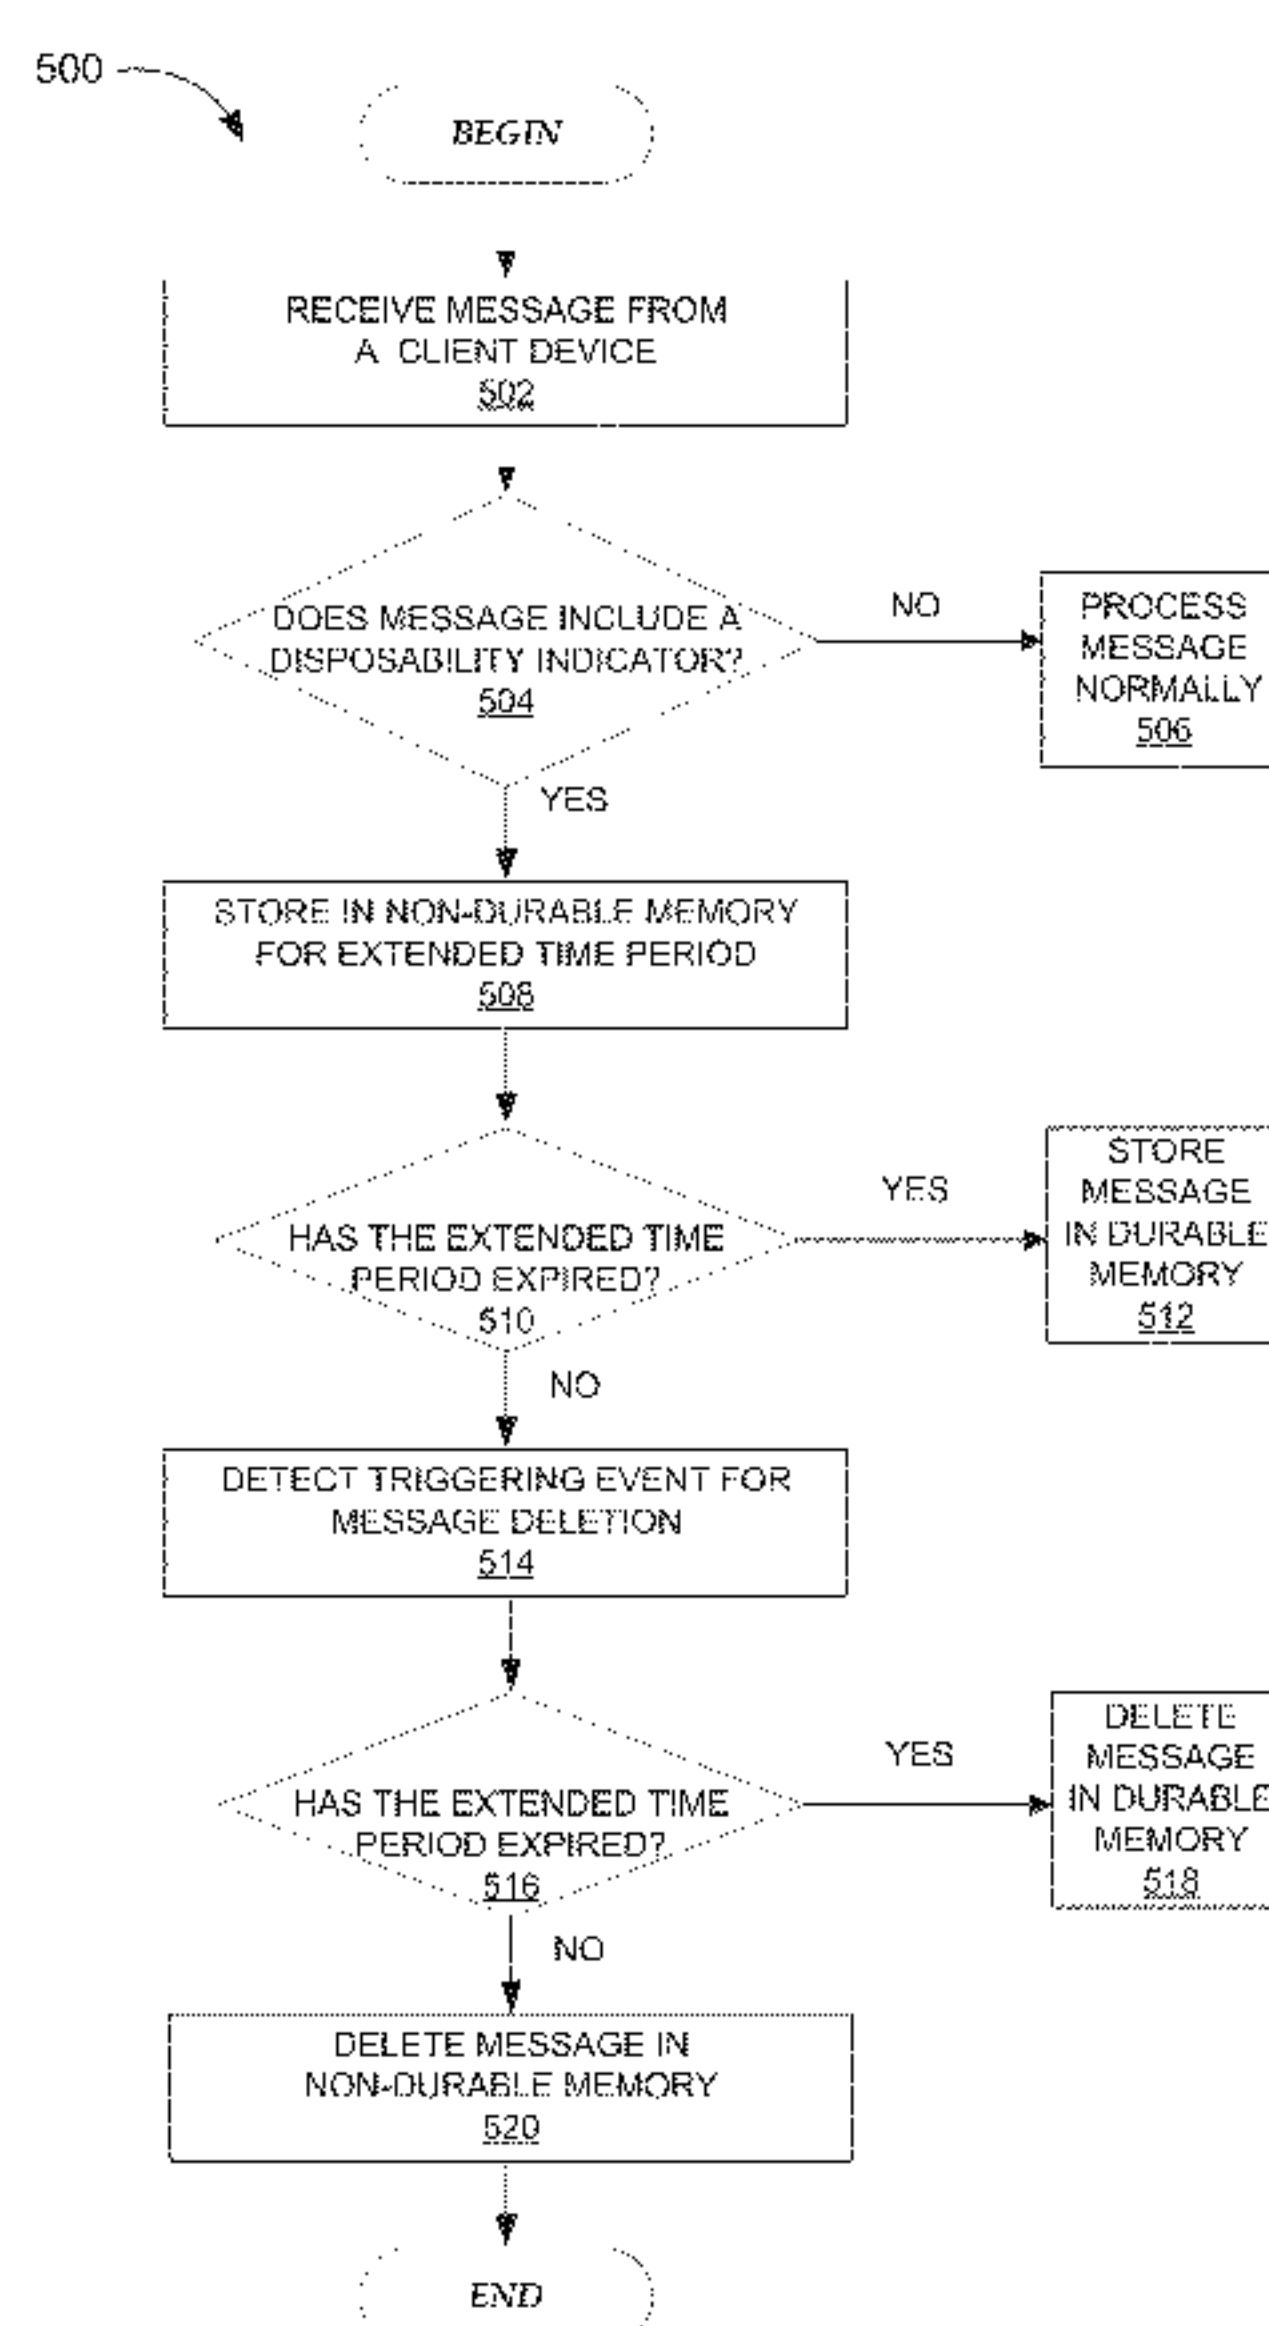 500
BEGIN
RECEIVE MESSAGE FROM
A CLIENT DEVICE
502
DOES MESSAGE INCLUDE A
DISPOSABILITY INDICATOR?
504
NO
PROCESS
MESSAGE
NORMALLY
506
YES
STORE IN NON-DURABLE MEMORY
FOR EXTENDED TIME PERIOD
508
HAS THE EXTENDED TIME
PERIOD EXPIRED?
510
YES
STORE
MESSAGE
IN DURABLE
MEMORY
512
NO
DETECT TRIGGERING EVENT FOR
MESSAGE DELETION
514
HAS THE EXTENDED TIME
PERIOD EXPIRED?
516
YES
DELETE
MESSAGE
IN DURABLE
MEMORY
518
NO
DELETE MESSAGE IN
NON-DURABLE MEMORY
520
END